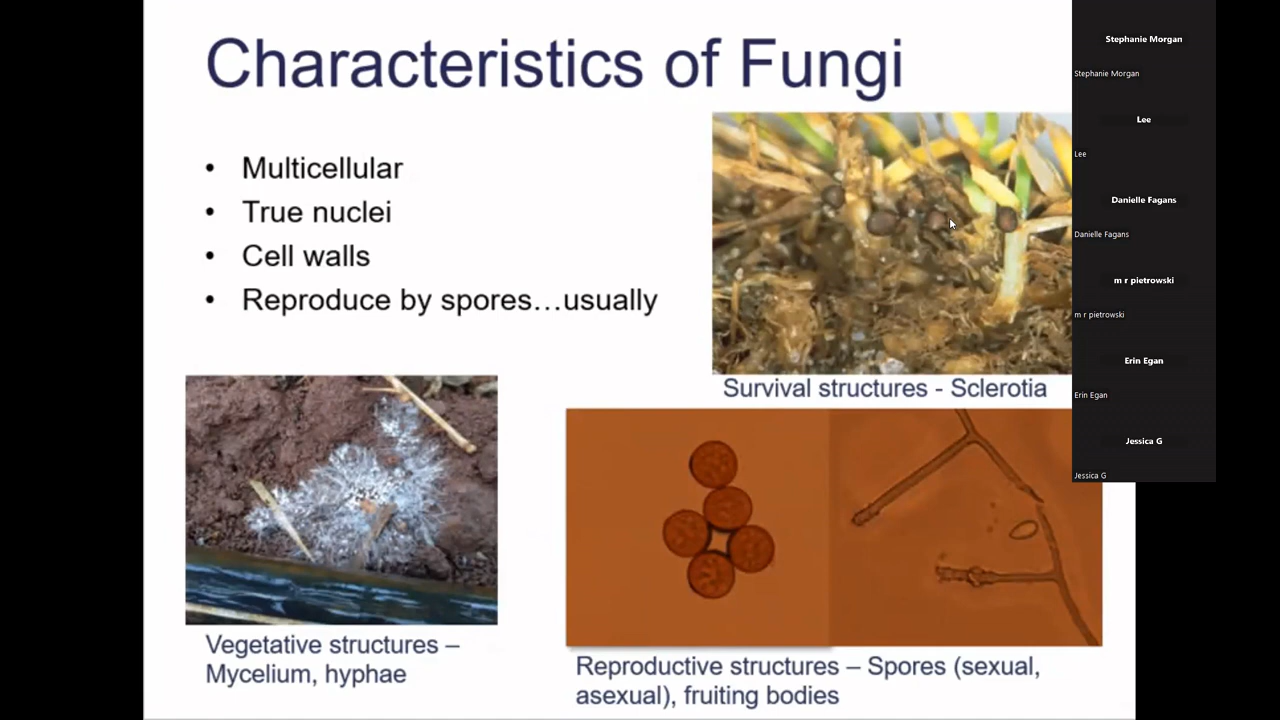 Characteristics of Fungi
• Multicellular
• True nuclei
• Cell walls
• Reproduce by spores…usually
Survival structures - Sclerotia
Vegetative structures –
Mycelium, hyphae
Reproductive structures – Spores (sexual,
asexual), fruiting bodies
Stephanie Morgan
Stephanie Morgan
Lee
Lee
Danielle Fagans
Danielle Fagans
m r pietrowski
m r pietrowski
Erin Egan
Erin Egan
Jessica G
Jessica G